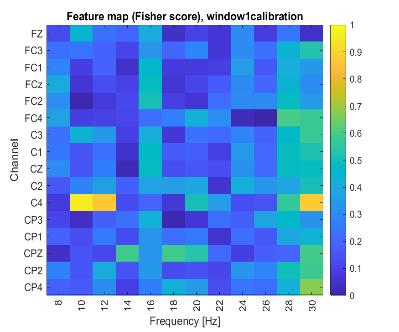 Feature map (Fisher score), window1calibration
Channel
FZ
FC3
FC1
FCz
FC2
FC4
C3
C1
CZ
C2
C4
CP3
CP1
CPZ
CP2
CP4
8 10 12 14 16 18 20 22 24 26 28 30
Frequency [Hz]
1
0.9
0.8
0.7
0.6
0.5
0.4
0.3
0.2
0.1
0